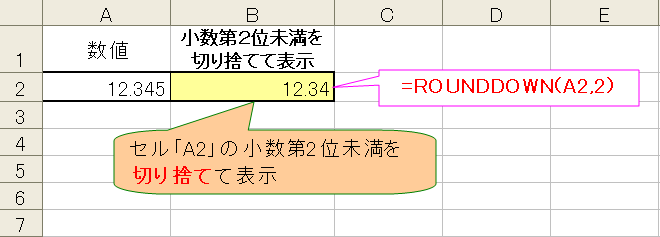 A B C D E
1 数値 小数第2位未満を
切り捨てて表示
2 12.345 12.34 =ROUNDDOWN(A2,2)
3
4
5
6
7
セル「A2」の小数第2位未満を
切り捨てて表示